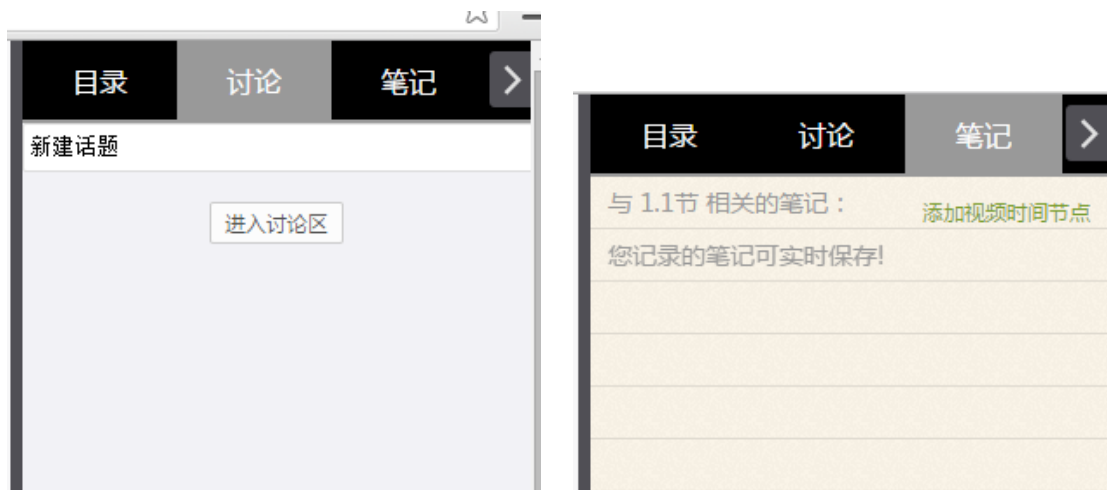 目录 讨论 笔记
新建话题
进入讨论区
目录 讨论 笔记
与 1.1节 相关的笔记：
添加视频时间节点
您记录的笔记可实时保存!